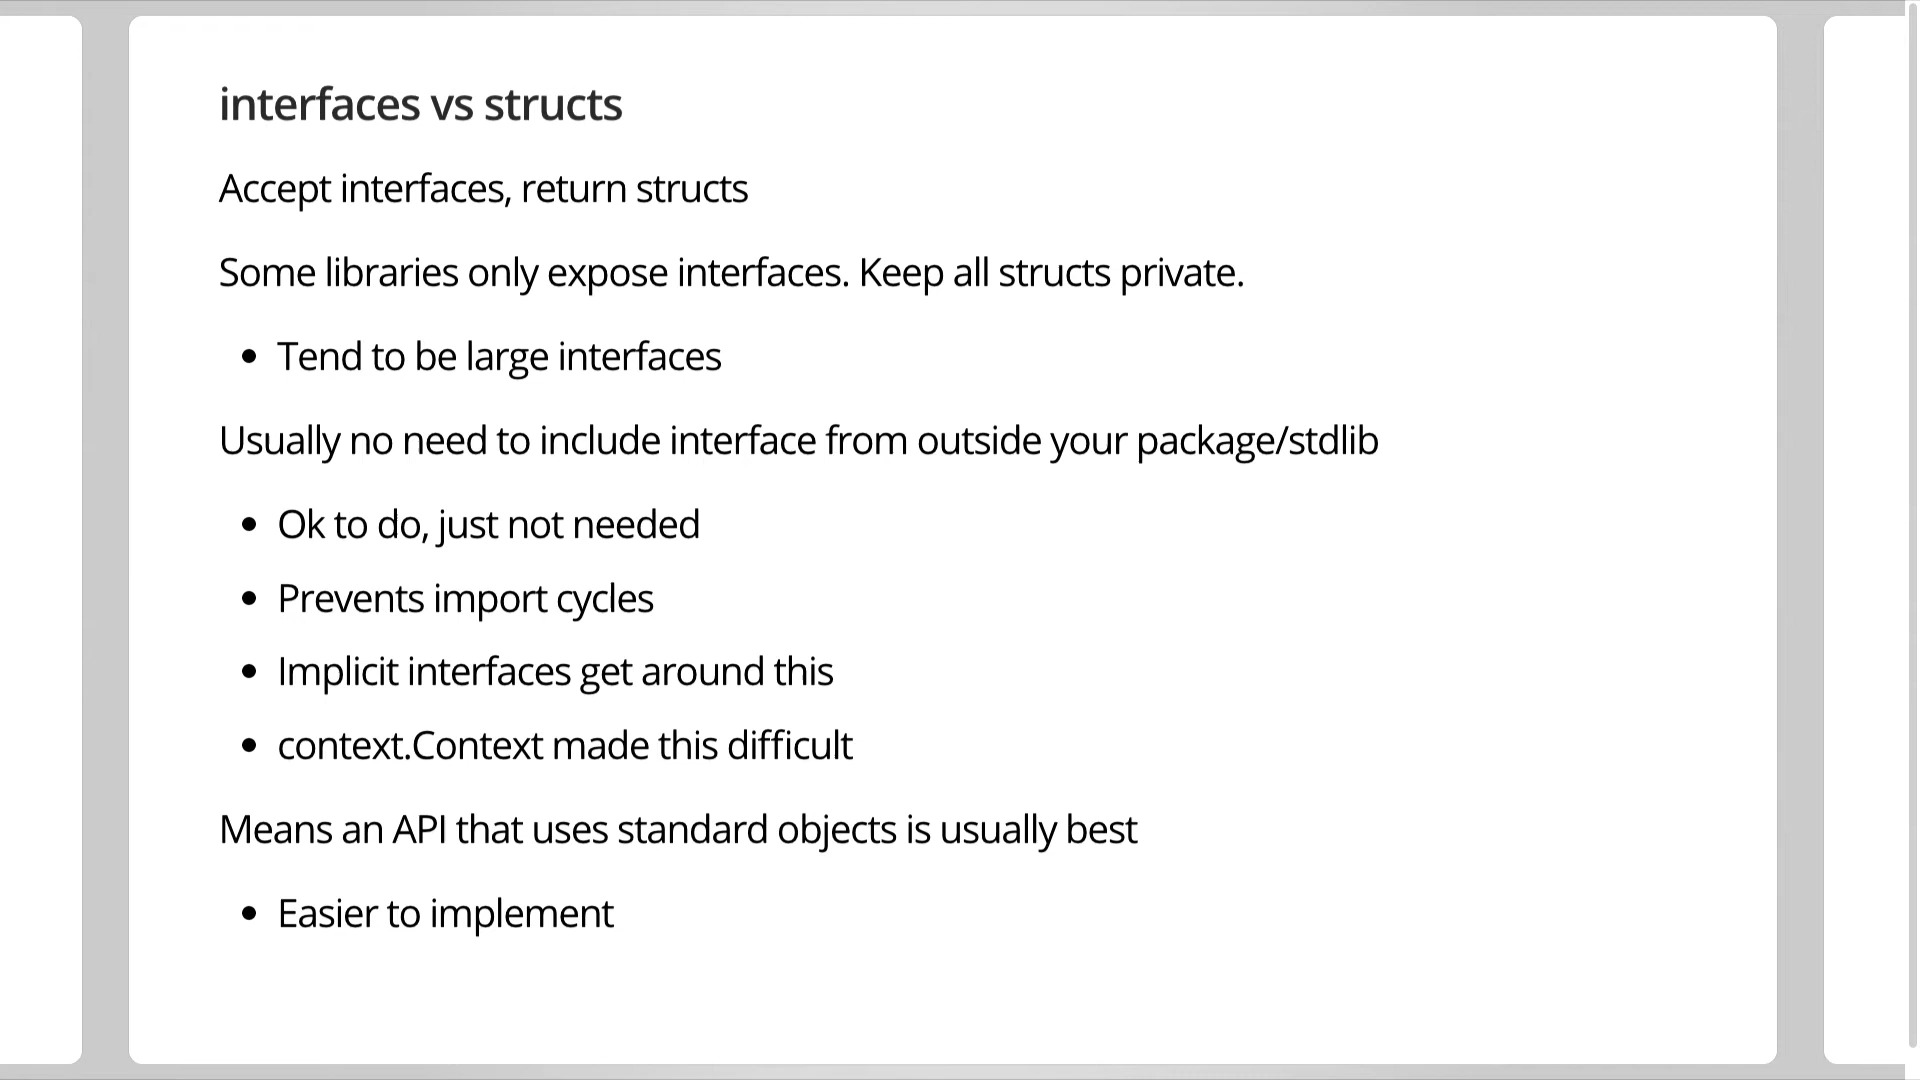 interfaces vs structs
Accept interfaces, return structs
Some libraries only expose interfaces. Keep all structs private.
• Tend to be large interfaces
Usually no need to include interface from outside your package/stdlib
• Ok to do, just not needed
• Prevents import cycles
• Implicit interfaces get around this
• context.Context made this difficult
Means an API that uses standard objects is usually best
• Easier to implement